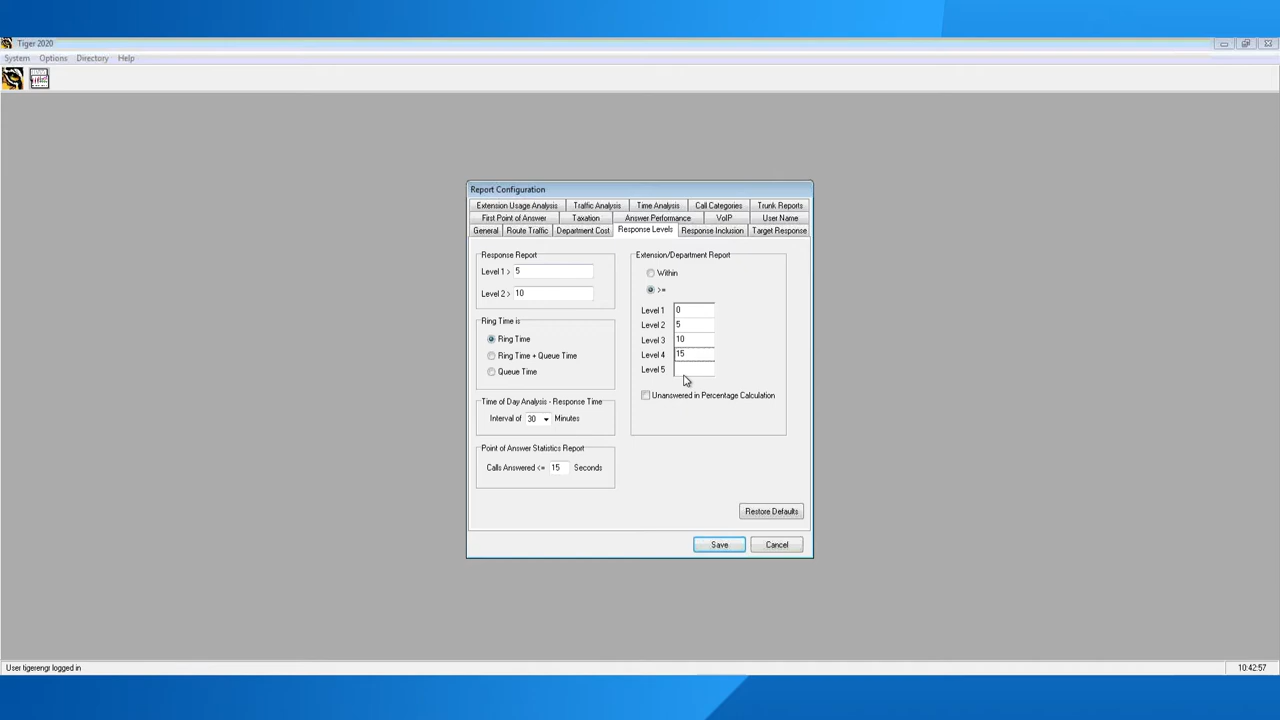 Tiger 2020
System Options Directory Help
Report Configuration
Extension Usage Analysis Traffic Analysis Time Analysis Call Categories Trunk Reports
First Point of Answer Taxation Answer Performance VoIP User Name
General Route Traffic Department Cost Response Levels Response Inclusion Target Response
Response Report
Level 1 > 5
Level 2 > 10
Ring Time is
Ring Time
Ring Time + Queue Time
Queue Time
Time of Day Analysis - Response Time
Interval of 30 Minutes
Point of Answer Statistics Report
Calls Answered <= 15 Seconds
Extension/Department Report
Within
>=
Level 1 0
Level 2 5
Level 3 10
Level 4 15
Level 5
Unanswered in Percentage Calculation
Restore Defaults
Save Cancel
User tigerengr logged in 10:42:57